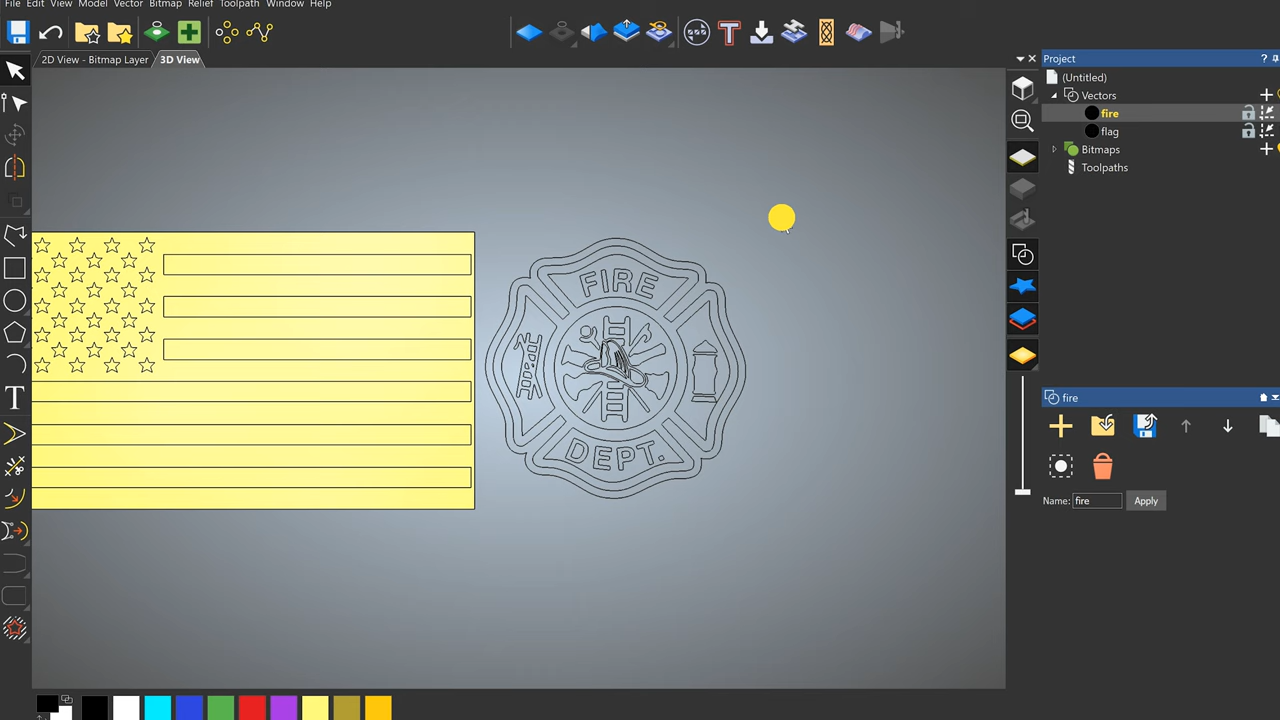 File Edit View Model Vector Bitmap Relief Toolpath Window Help
2D View - Bitmap Layer 3D View
Project
(Untitled)
Vectors
fire
flag
Bitmaps
Toolpaths
FIRE
DEPT.
T
fire
Name: fire Apply